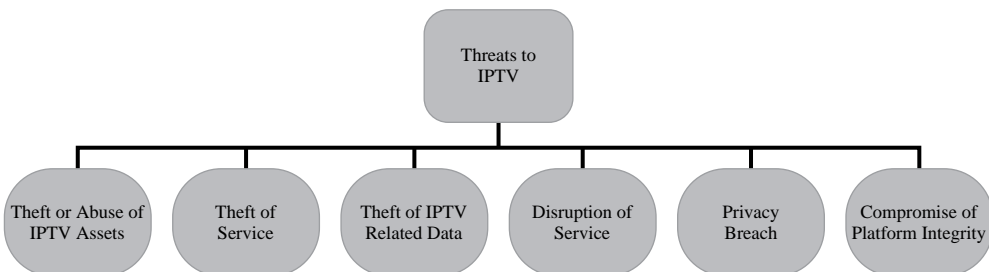 Threats to
IPTV
Theft or Abuse of
IPTV Assets
Theft of
Service
Theft of IPTV
Related Data
Disruption of
Service
Privacy
Breach
Compromise of
Platform Integrity